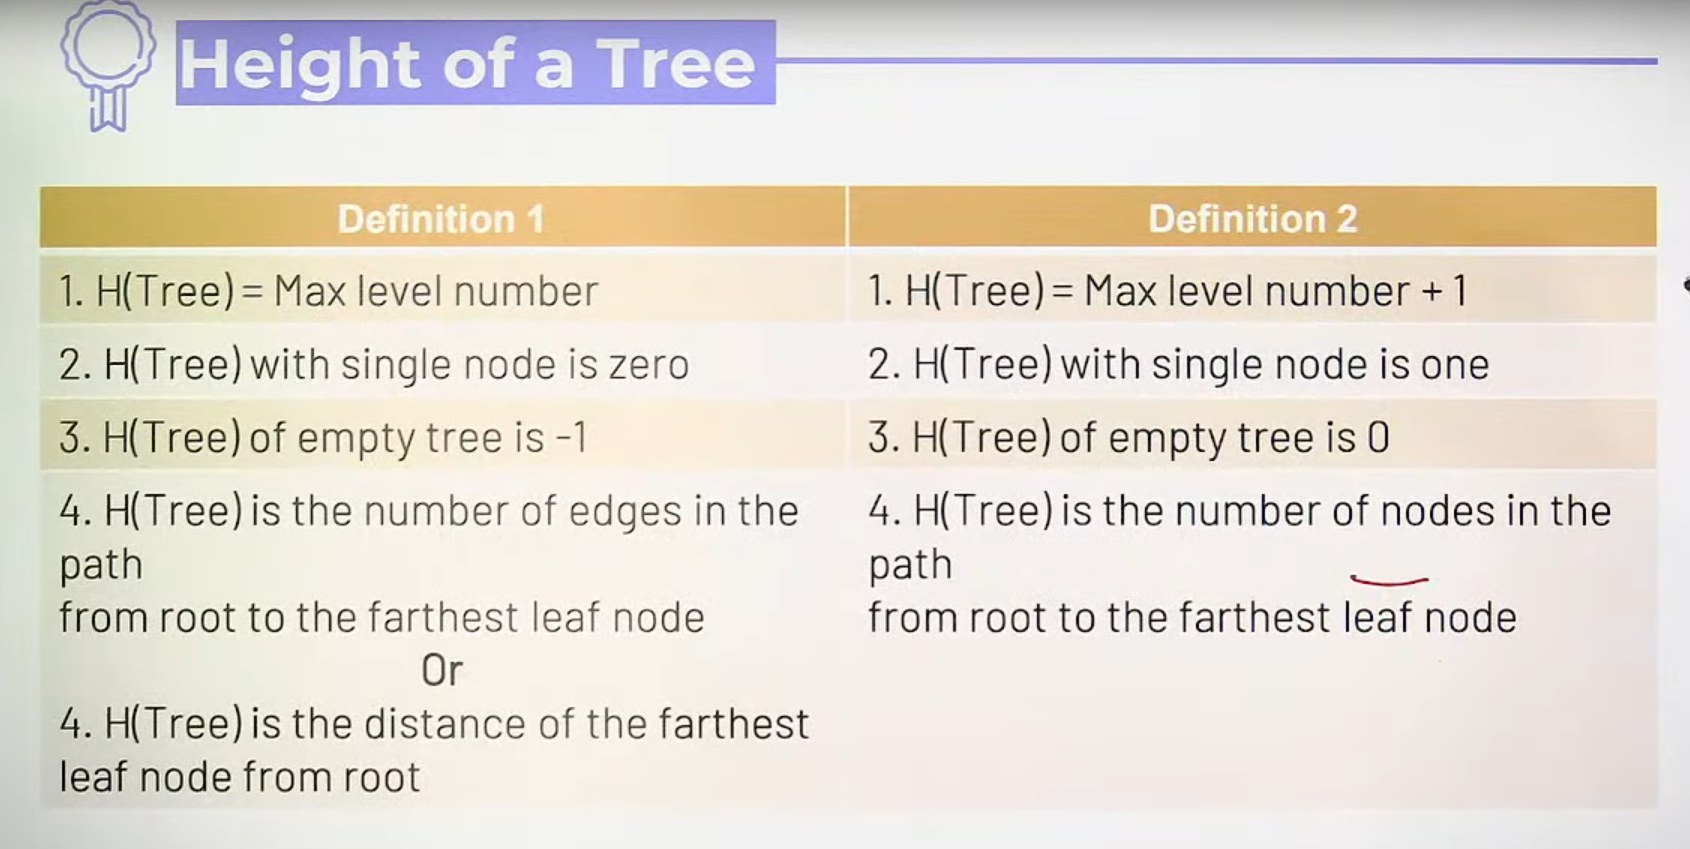 Height of a Tree
Definition 1
Definition 2
1. H(Tree) = Max level number
1. H(Tree) = Max level number + 1
2. H(Tree) with single node is zero
2. H(Tree) with single node is one
3. H(Tree) of empty tree is -1
3. H(Tree) of empty tree is 0
4. H(Tree) is the number of edges in the
path
from root to the farthest leaf node
Or
4. H(Tree) is the distance of the farthest
leaf node from root
4. H(Tree) is the number of nodes in the
path
from root to the farthest leaf node